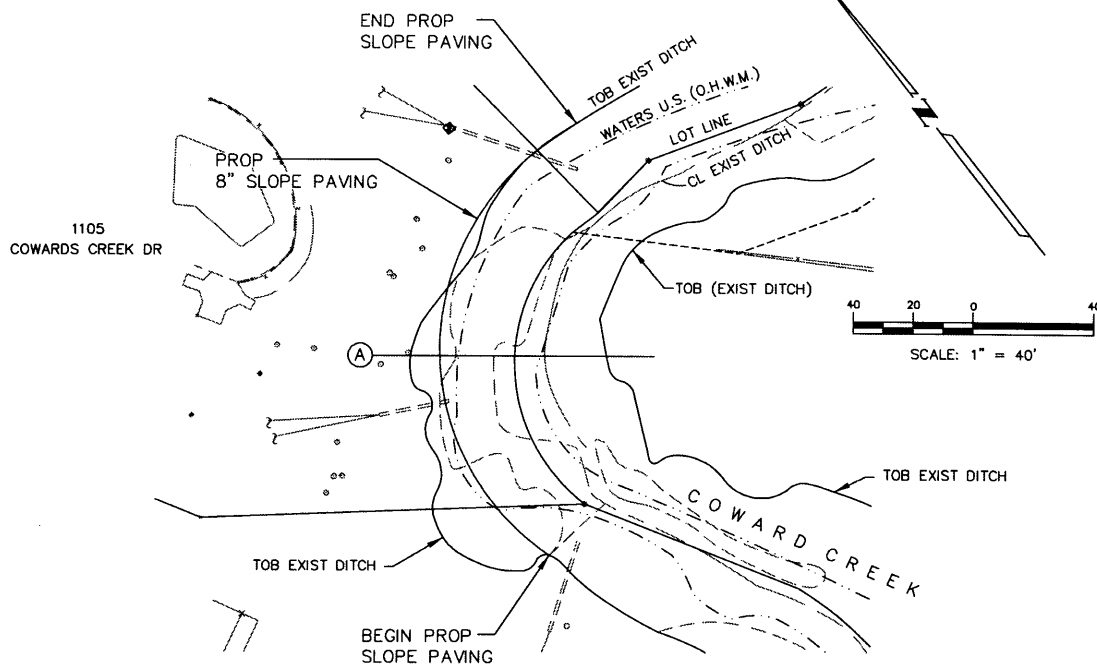 END PROP
SLOPE PAVING
TOB EXIST DITCH
WATERS U.S. (O.H.W.M.)
LOT LINE
CL EXIST DITCH
PROP
8" SLOPE PAVING
1105
COWARDS CREEK DR
TOB (EXIST DITCH)
40 20 0 40
SCALE: 1" = 40'
A
TOB EXIST DITCH
COWARD CREEK
TOB EXIST DITCH
BEGIN PROP
SLOPE PAVING